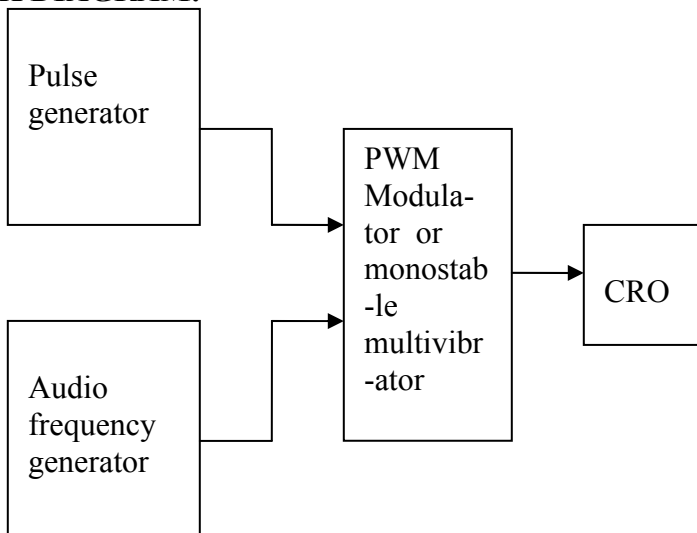 Pulse
generator
PWM
Modula-
tor or
monostab
-le
multivibr
-ator
CRO
Audio
frequency
generator